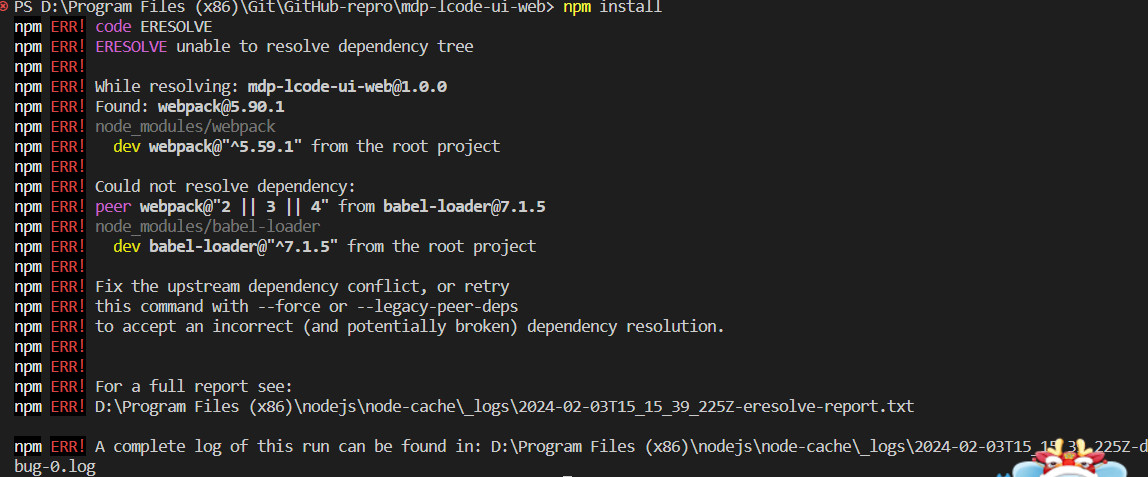 PS D:\Program Files (x86)\Git\GitHub-repro\mdp-lcode-ui-web> npm install
npm ERR! code ERESOLVE
npm ERR! ERESOLVE unable to resolve dependency tree
npm ERR!
npm ERR! While resolving: mdp-lcode-ui-web@1.0.0
npm ERR! Found: webpack@5.90.1
npm ERR! node_modules/webpack
npm ERR!   dev webpack@"^5.59.1" from the root project
npm ERR!
npm ERR! Could not resolve dependency:
npm ERR! peer webpack@"2 || 3 || 4" from babel-loader@7.1.5
npm ERR! node_modules/babel-loader
npm ERR!   dev babel-loader@"^7.1.5" from the root project
npm ERR!
npm ERR! Fix the upstream dependency conflict, or retry
npm ERR! this command with --force or --legacy-peer-deps
npm ERR! to accept an incorrect (and potentially broken) dependency resolution.
npm ERR!
npm ERR!
npm ERR! For a full report see:
npm ERR! D:\Program Files (x86)\nodejs\node-cache\_logs\2024-02-03T15_15_39_225Z-eresolve-report.txt

npm ERR! A complete log of this run can be found in: D:\Program Files (x86)\nodejs\node-cache\_logs\2024-02-03T15_15_39_225Z-d
bug-0.log